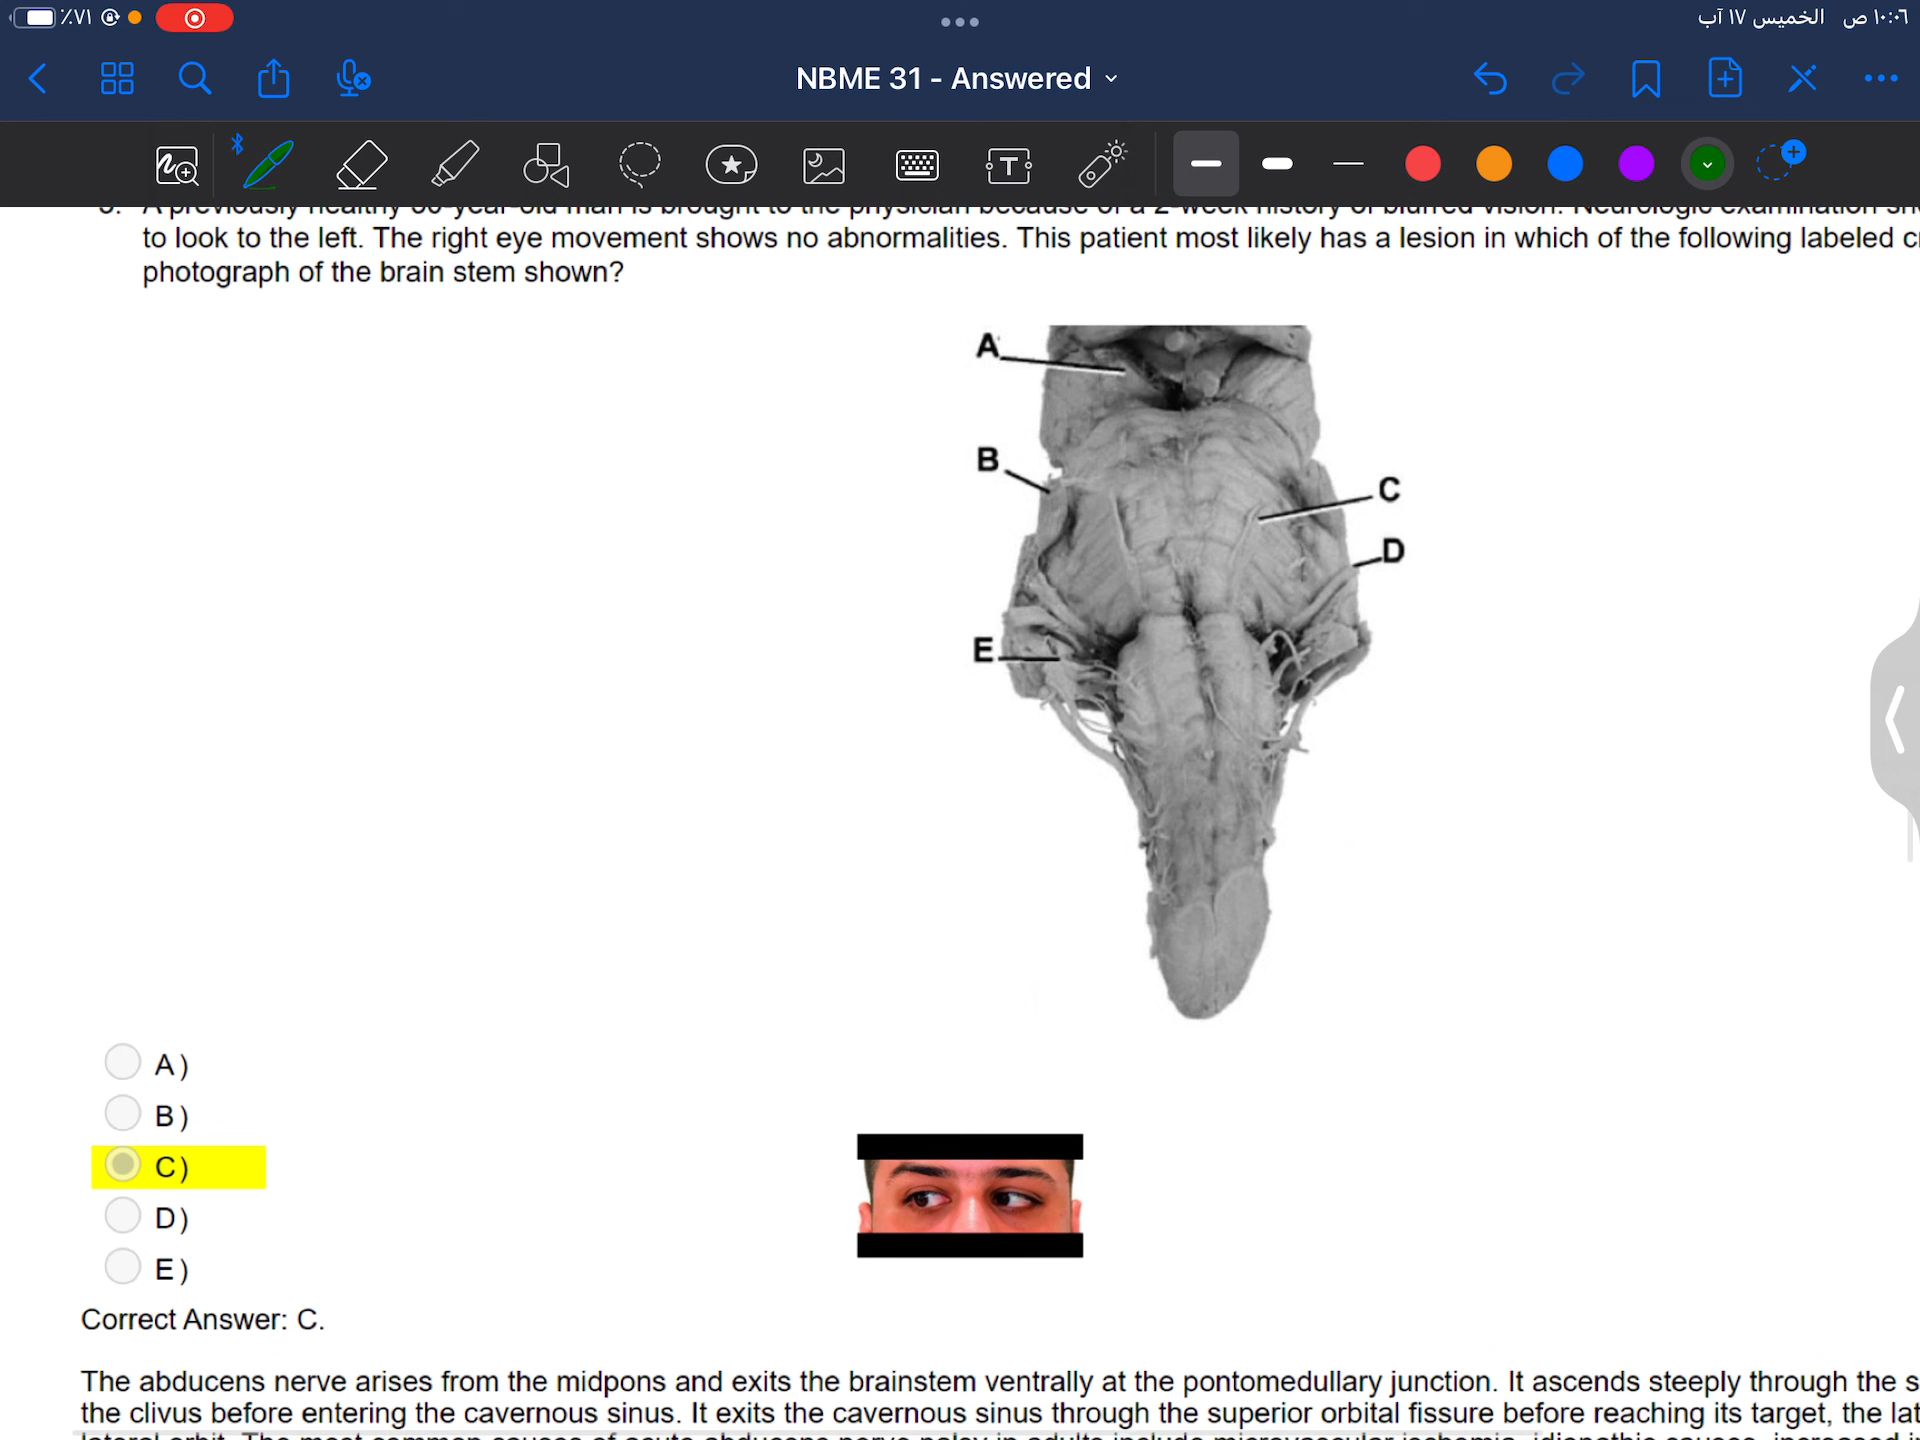 ٪٧١
الخميس ١٧ آب ١٠:٠٦ ص
NBME 31 - Answered
T
to look to the left. The right eye movement shows no abnormalities. This patient most likely has a lesion in which of the following labeled
photograph of the brain stem shown?
A
B
C
D
E
A)
B)
C)
D)
E)
Correct Answer: C.
The abducens nerve arises from the midpons and exits the brainstem ventrally at the pontomedullary junction. It ascends steeply through the
the clivus before entering the cavernous sinus. It exits the cavernous sinus through the superior orbital fissure before reaching its target, the